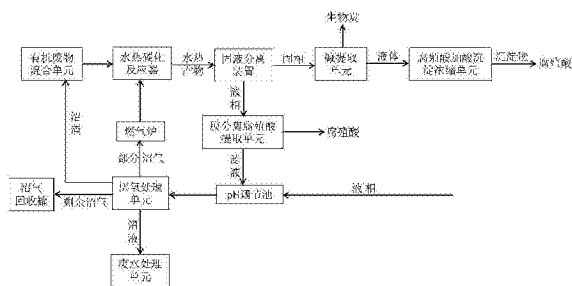 生物炭
有机废物
混合单元
水热碳化
反应器
水热
产物
固液分离
装置
固相
碱提取
单元
液体
腐殖酸加酸沉
淀浓缩单元
沉淀物
腐殖酸
沼
渣
液
相
燃气炉
腐殖酸
提取单元
腐殖酸
部分沼气
滤
液
沼气
回收罐
剩余沼气
厌氧处理
单元
pH调节池
液相
沼
液
废水处理
单元